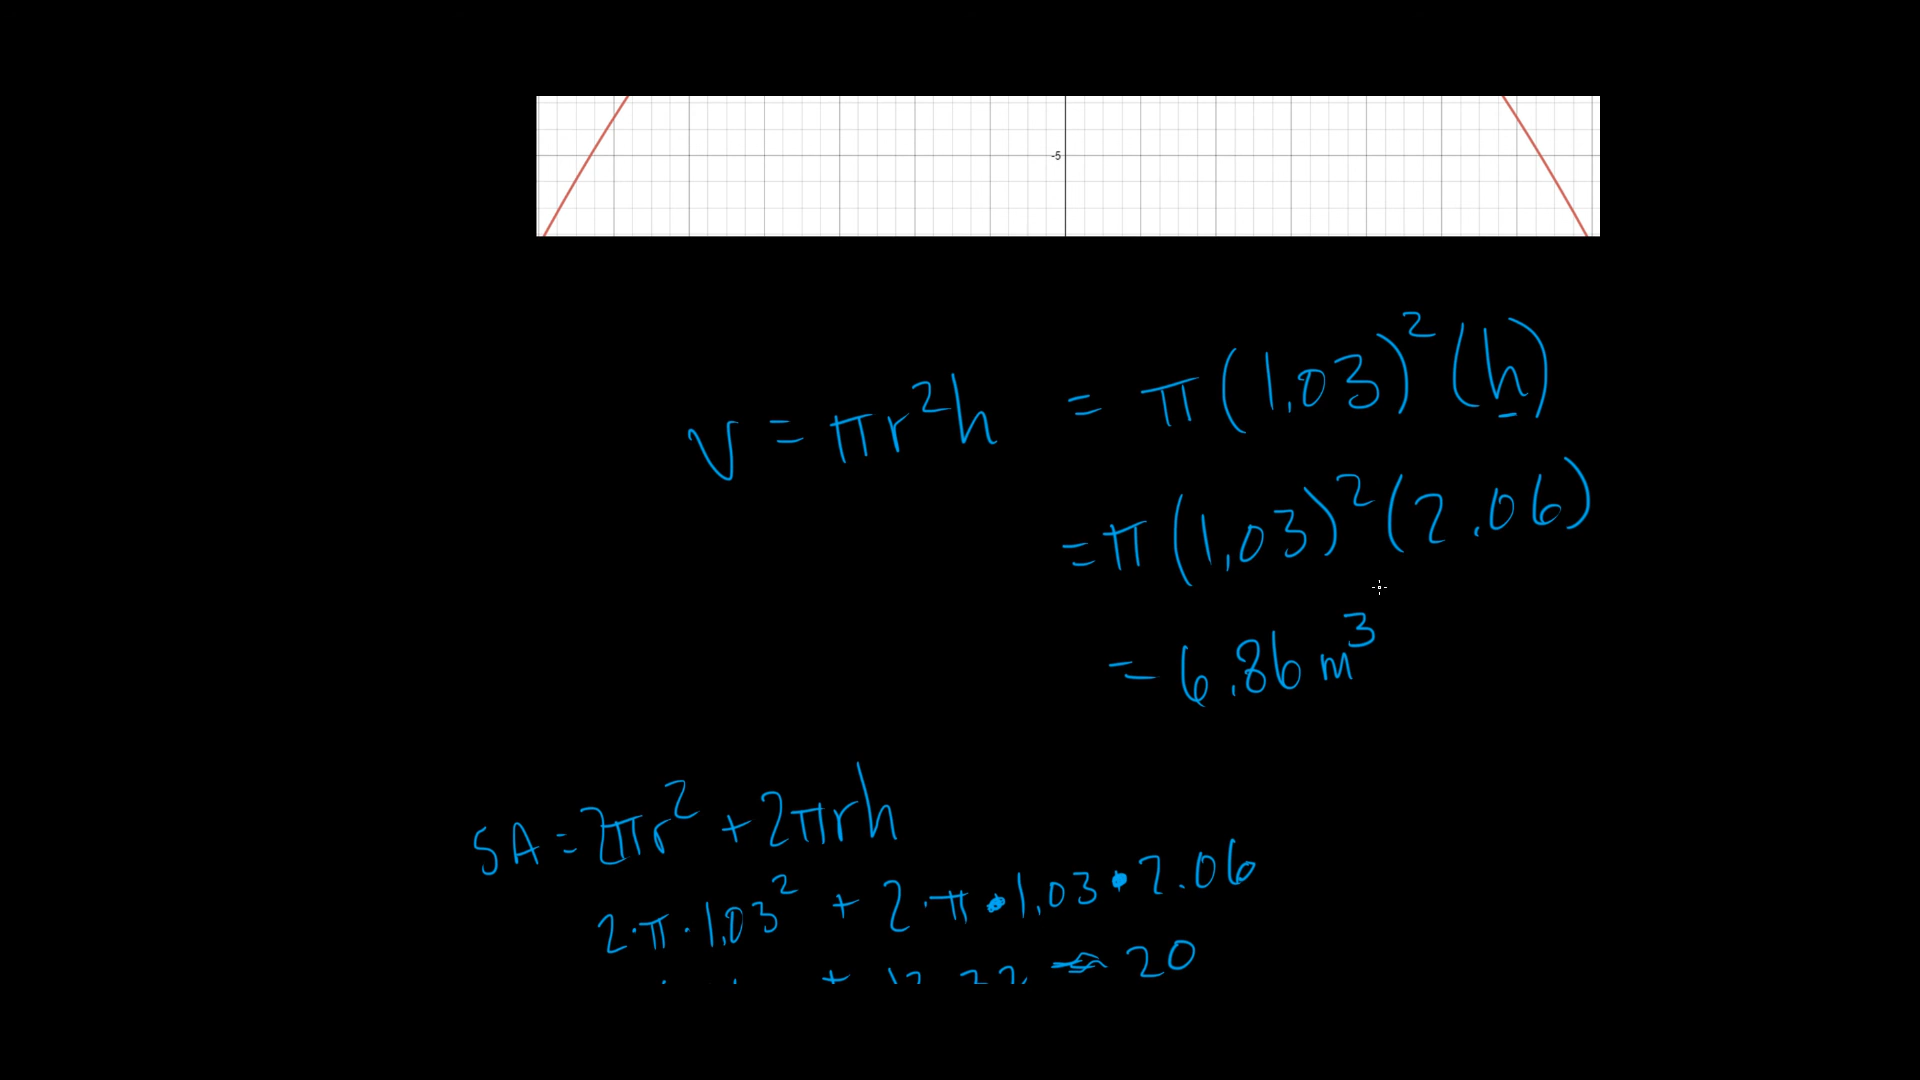 -5
V = πr²h = π(1.03)²(h)
= π(1.03)²(2.06)
= 6.86 m³
SA = 2πr² + 2πrh
2·π·1.03² + 2·π·1.03·2.06
≈ 20